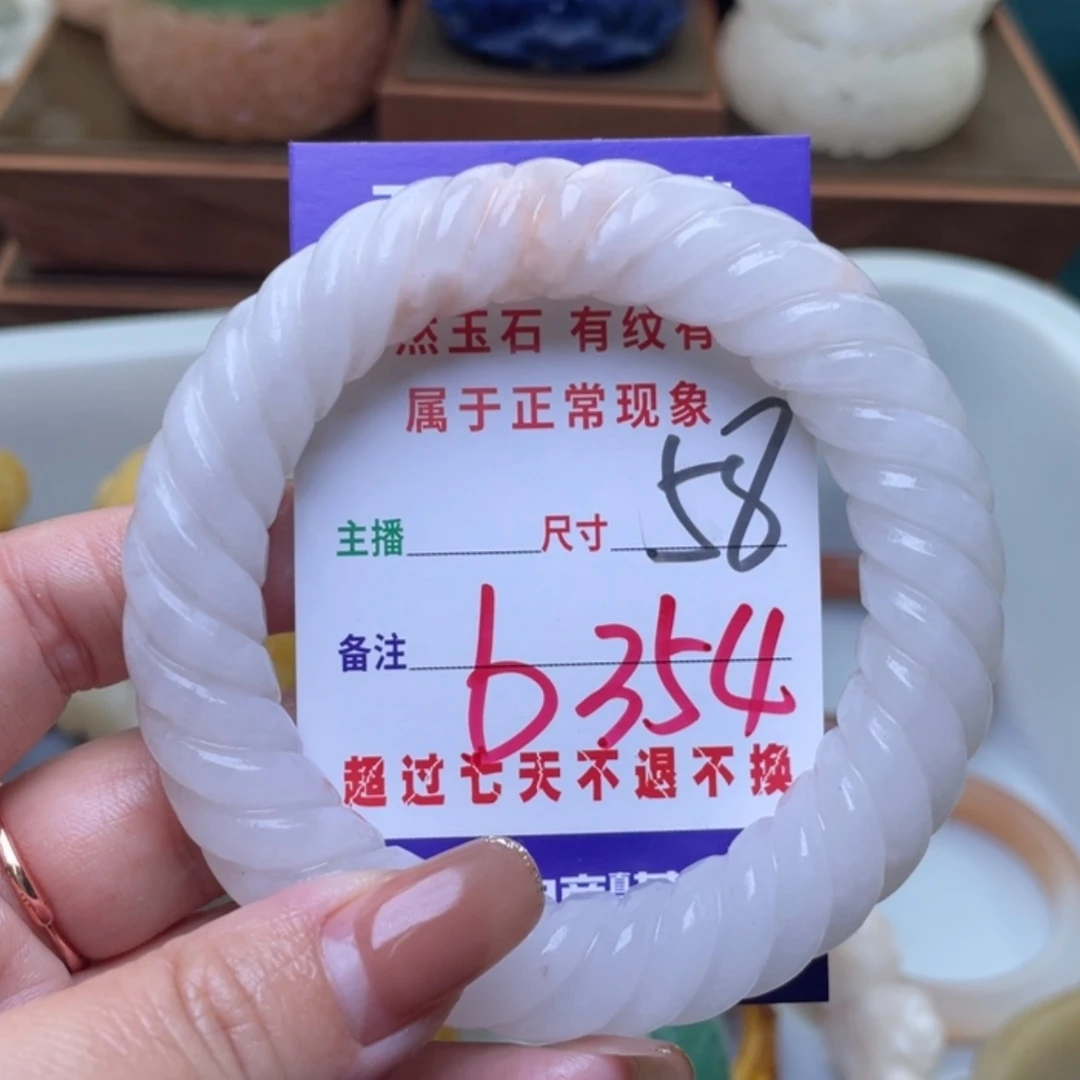 然玉石 有纹有
属于正常现象
主播 尺寸 58
备注 b354
超过七天不退不换